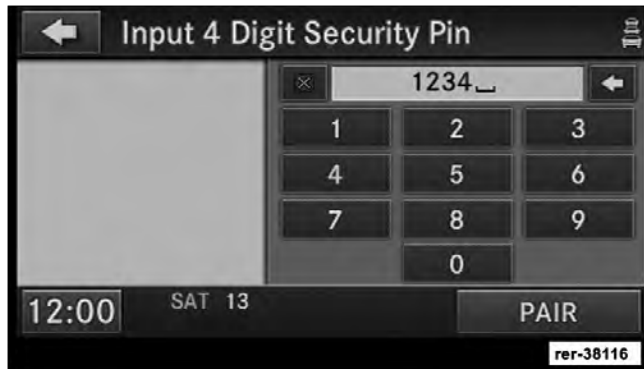 Input 4 Digit Security Pin
1234_
1 2 3
4 5 6
7 8 9
0
12:00 SAT 13 PAIR
rer-38116